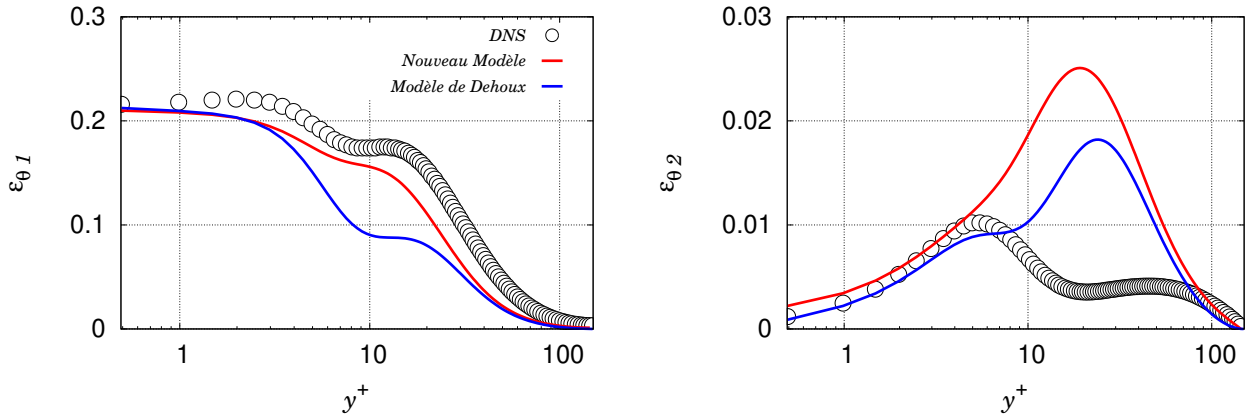 0.3
0.2
0.1
0
1
10
100
ε_θ 1
y⁺
DNS
Nouveau Modèle
Modèle de Dehoux
0.03
0.02
0.01
0
1
10
100
ε_θ 2
y⁺